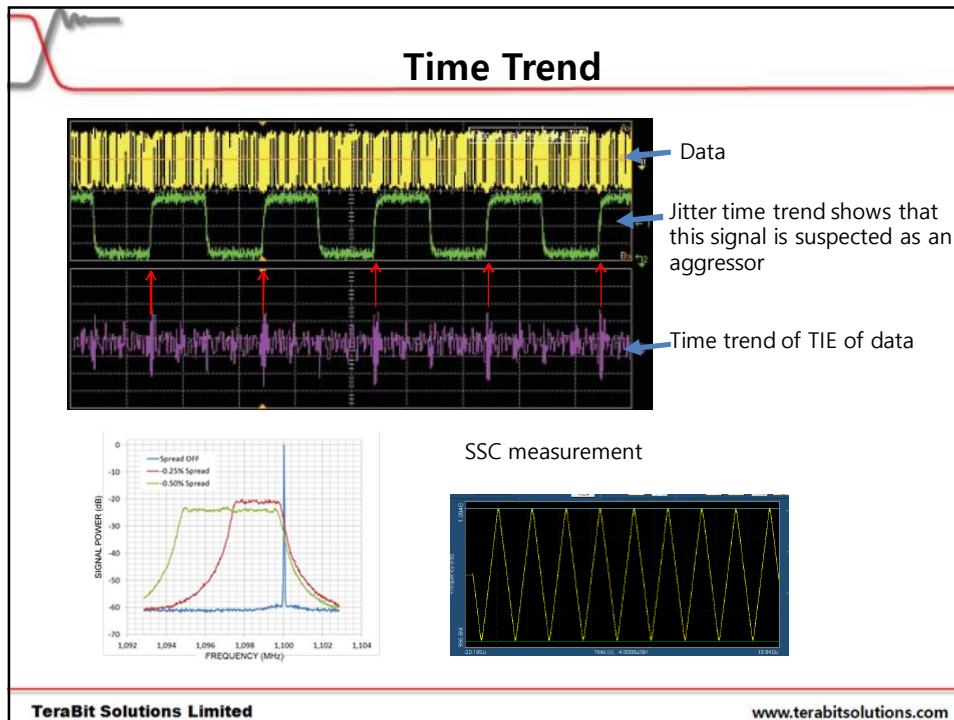 Time Trend
Data
Jitter time trend shows that
this signal is suspected as an
aggressor
Time trend of TIE of data
SSC measurement
Spread OFF
-0.25% Spread
-0.50% Spread
SIGNAL POWER (dB)
0
-10
-20
-30
-40
-50
-60
-70
1,092
1,094
1,096
1,098
1,100
1,102
1,104
FREQUENCY (MHz)
TeraBit Solutions Limited
www.terabitsolutions.com